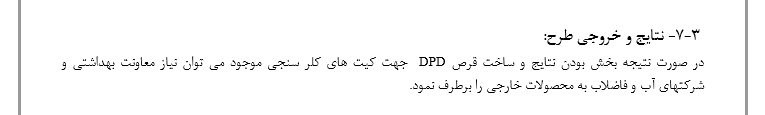 ۳-۷- نتایج و خروجی طرح:
در صورت نتیجه بخش بودن نتایج و ساخت قرص DPD جهت کیت های کلر سنجی موجود می توان نیاز معاونت بهداشتی و
شرکتهای آب و فاضلاب به محصولات خارجی را برطرف نمود.